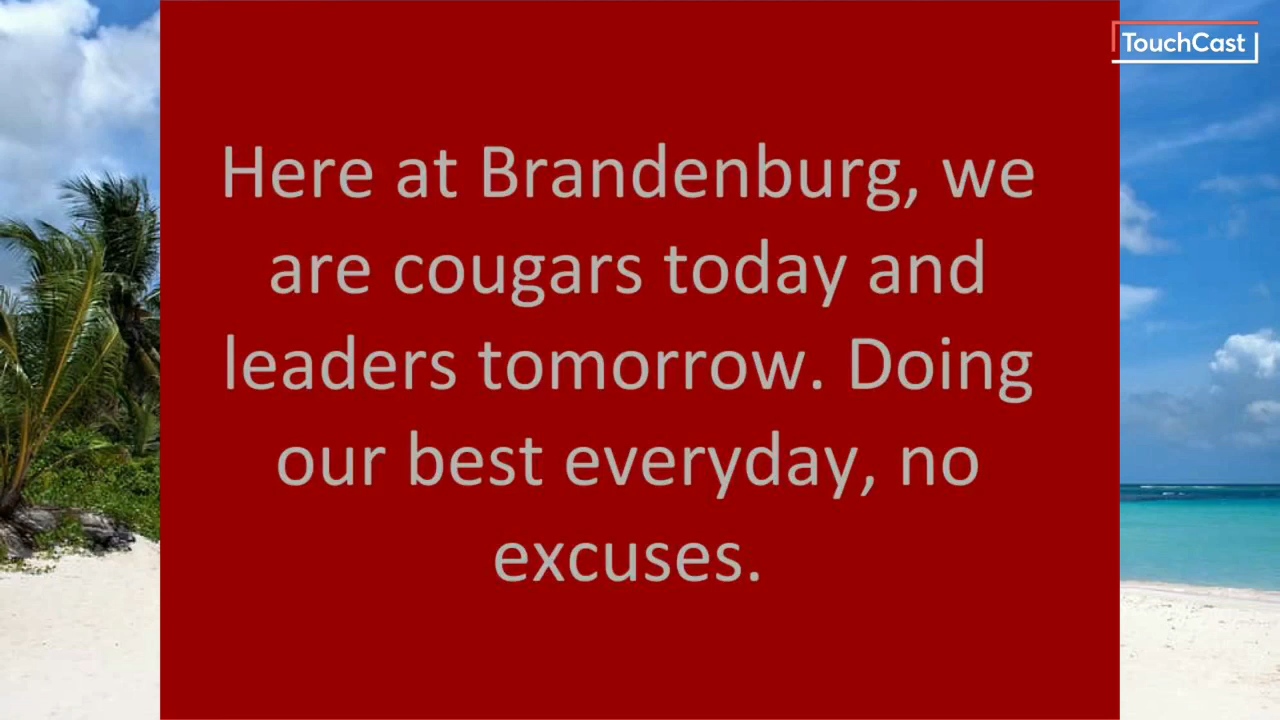 TouchCast
Here at Brandenburg, we
are cougars today and
leaders tomorrow. Doing
our best everyday, no
excuses.